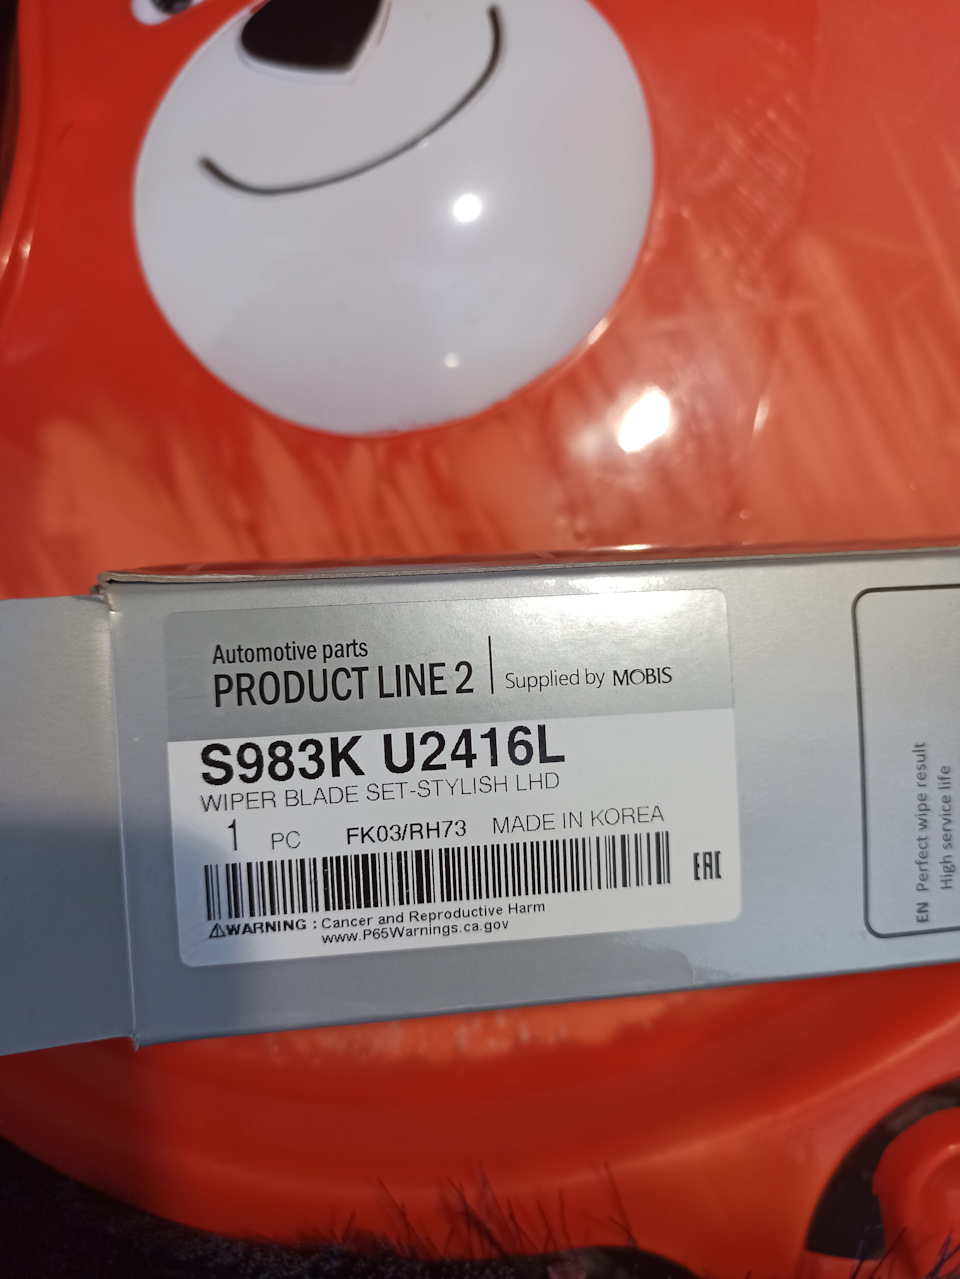 Automotive parts
PRODUCT LINE 2
Supplied by MOBIS
S983K U2416L
WIPER BLADE SET-STYLISH LHD
1 PC FK03/RH73 MADE IN KOREA
EAC
⚠WARNING : Cancer and Reproductive Harm
www.P65Warnings.ca.gov
EN Perfect wipe result
High service life